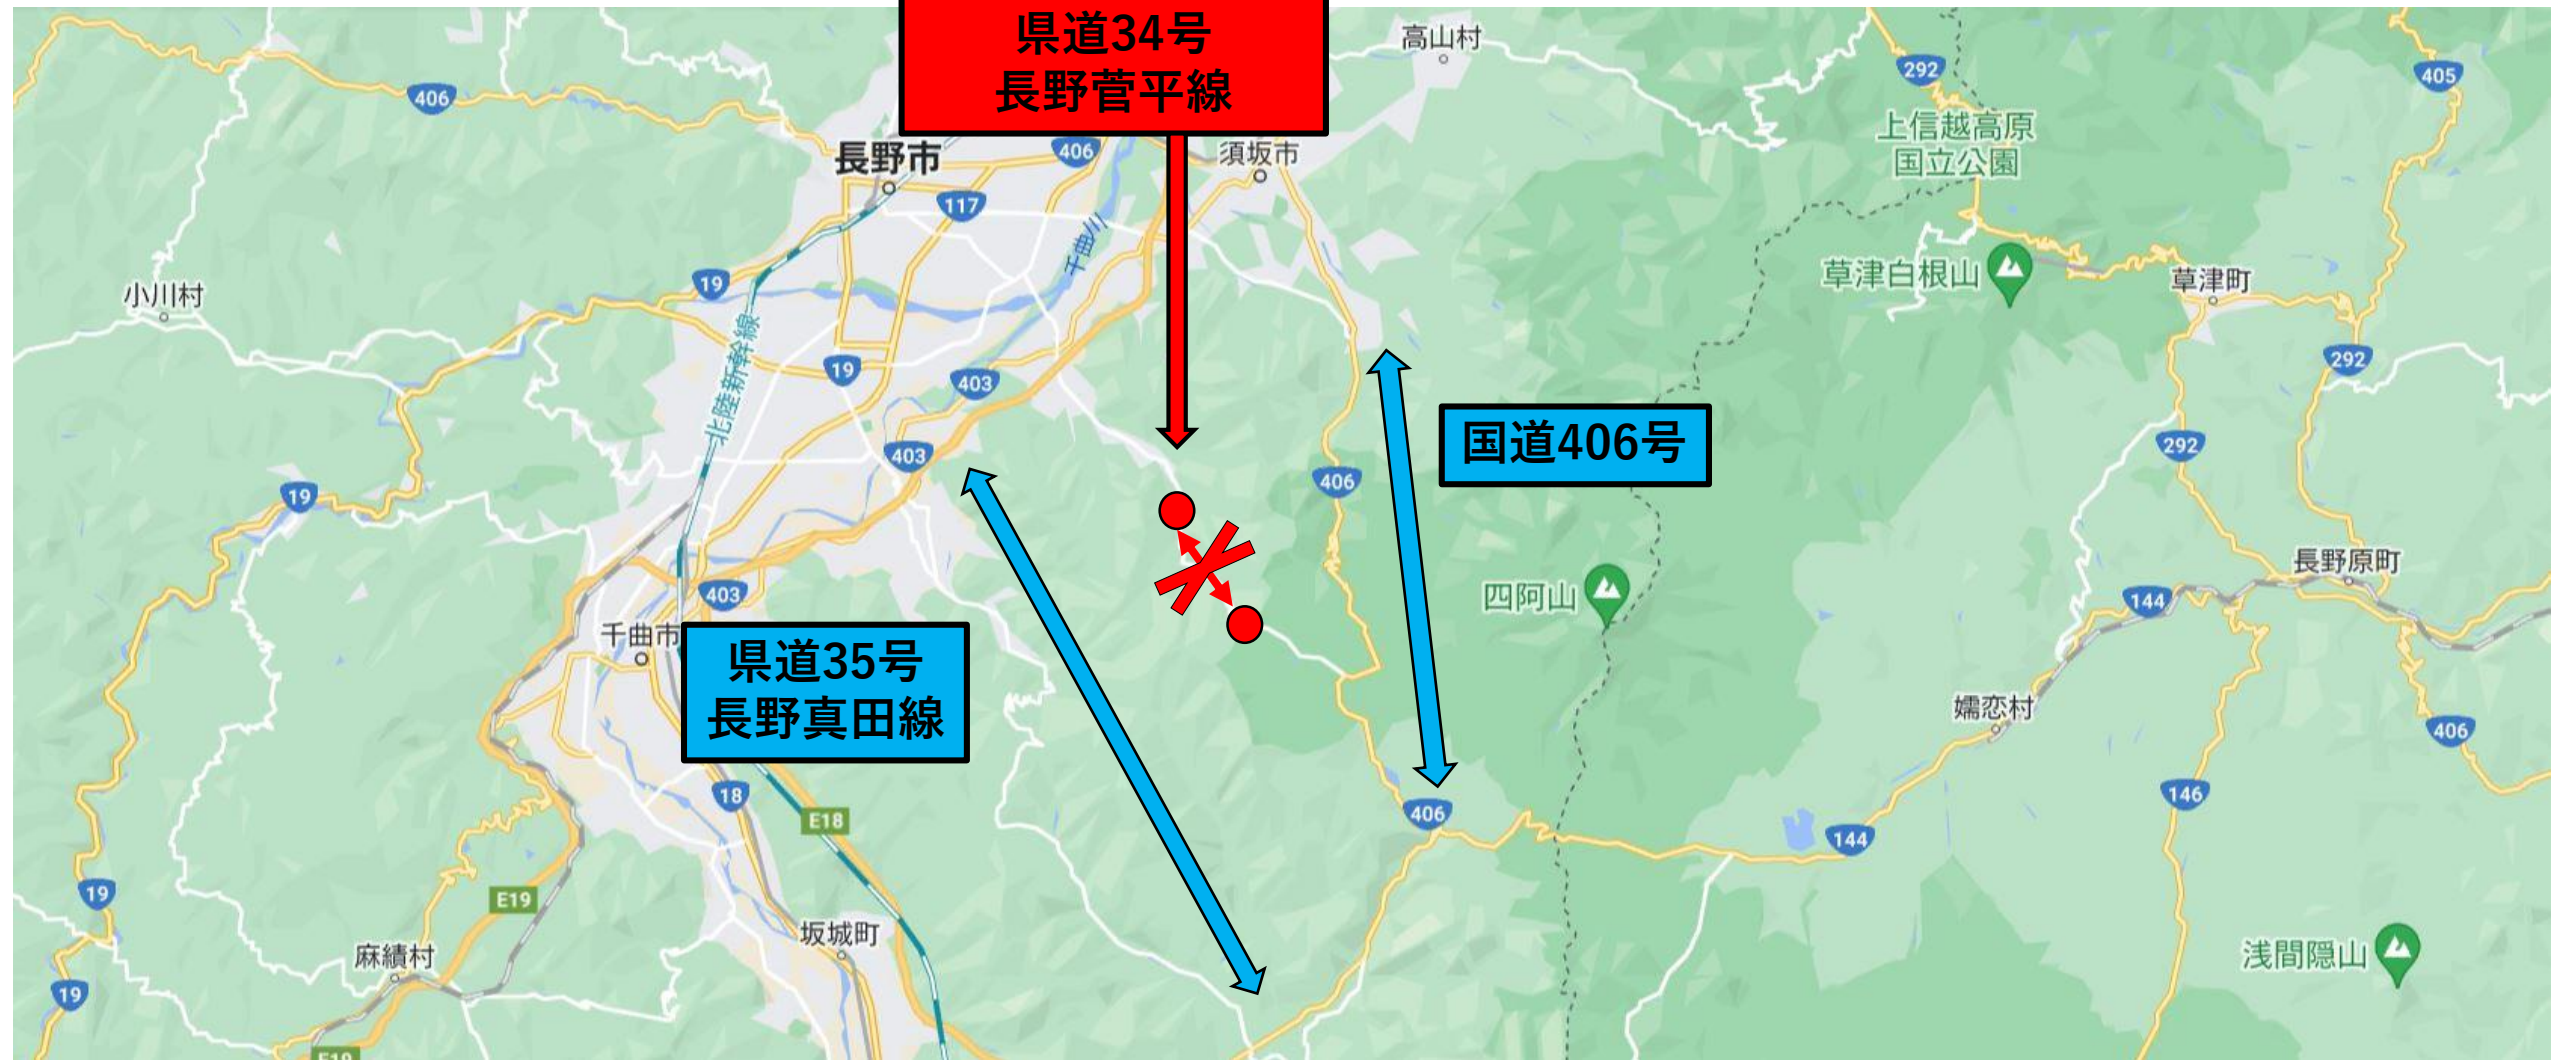 県道34号
長野菅平線
高山村
292
405
406
上信越高原
国立公園
長野市
406
須坂市
117
千曲川
草津白根山
草津町
小川村
19
北陸新幹線
19
403
292
国道406号
403
292
406
19
長野原町
四阿山
144
403
千曲市
県道35号
長野真田線
嬬恋村
406
18
146
E18
406
144
19
E19
坂城町
麻績村
浅間隠山
19
E19